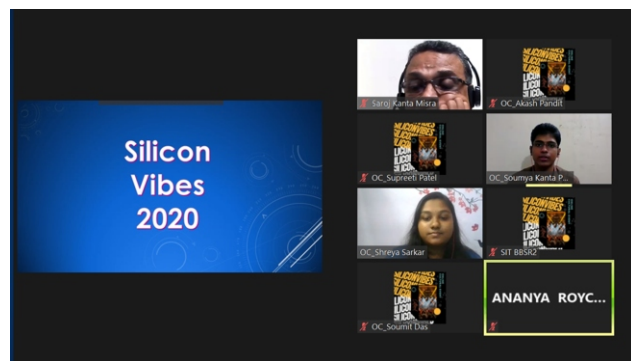 Silicon
Vibes
2020
Saroj Kanta Misra
OC_Akash Pandit
OC_Supreeti Patel
OC_Soumya Kanta P...
OC_Shreya Sarkar
SIT BBSR2
OC_Soumit Das
ANANYA ROYC...